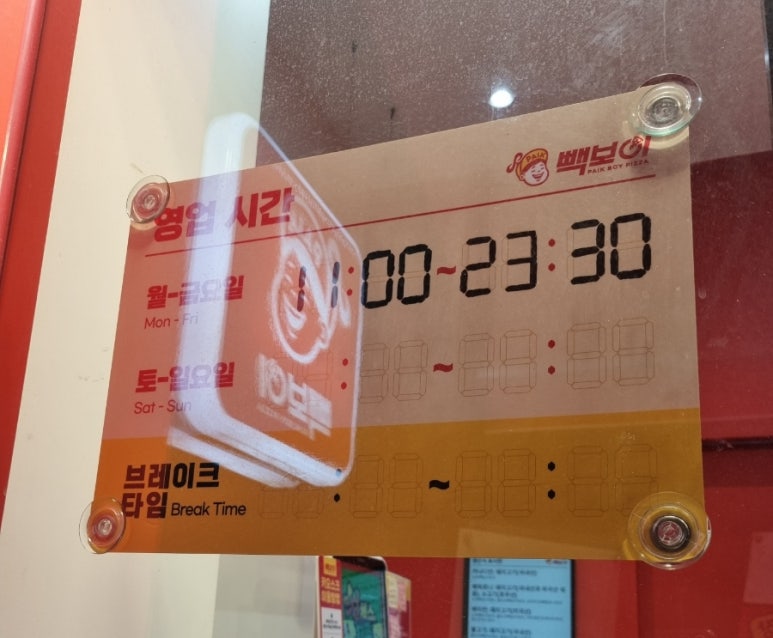 PAIK
빽보이
PAIK BOY PIZZA
영업 시간
월-금요일
Mon - Fri
11:00~23:30
토-일요일
Sat - Sun
: ~ :
브레이크
타임 Break Time
: ~ :